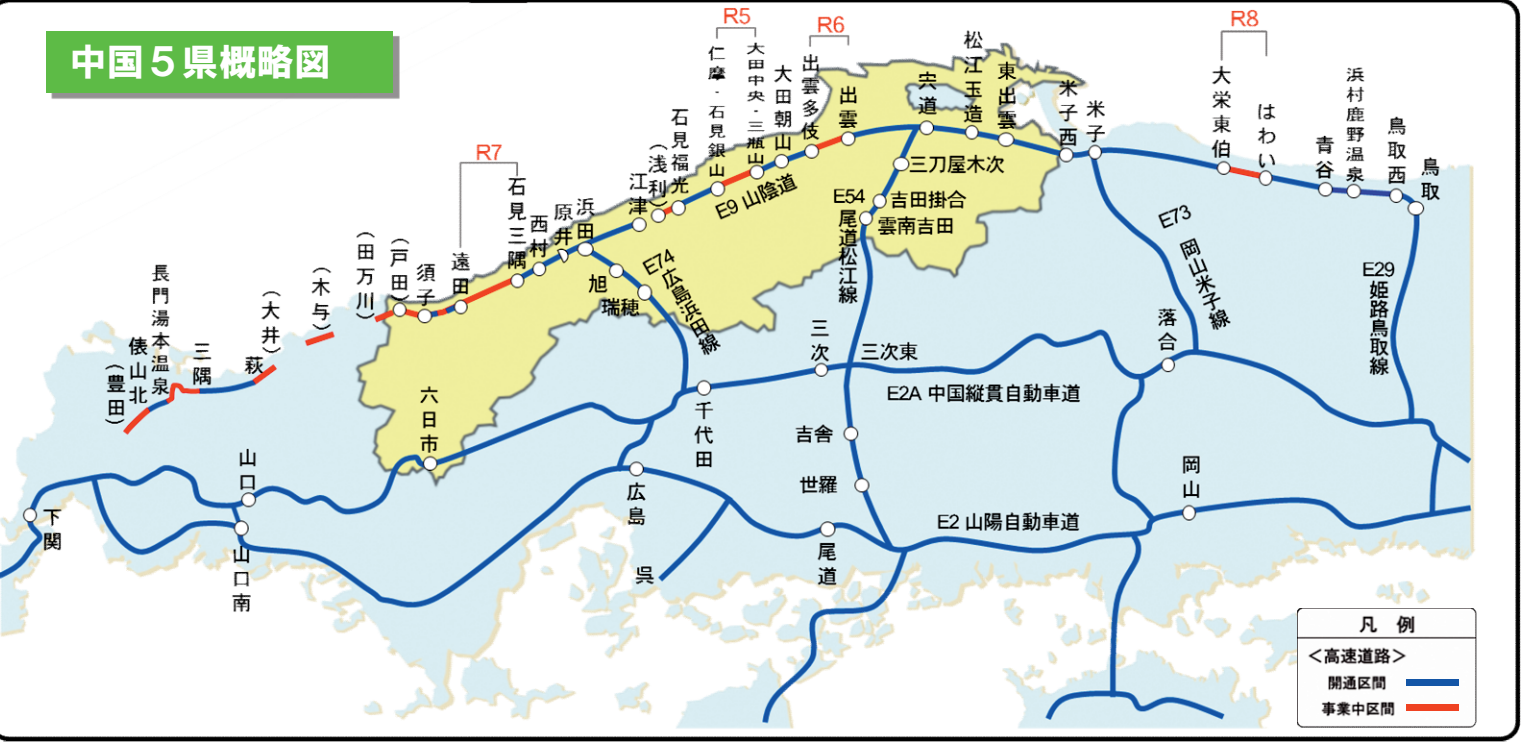 中国５県概略図
R5
R6
R8
R7
仁摩・石見銀山
大田中央・三瓶山
大田朝山
出雲多伎
出雲
宍道
松江玉造
東出雲
米子西
米子
大栄東伯
はわい
青谷
浜村鹿野温泉
鳥取西
鳥取
石見福光
(浅利)
江津
浜田
原井
西村
石見三隅
遠田
須子
(戸田)
(田万川)
(木与)
(大井)
萩
三隅
長門湯本温泉
俵山北
(豊田)
E9 山陰道
三刀屋木次
吉田掛合
雲南吉田
E54
尾道松江線
E74
広島浜田線
旭
瑞穂
E73
岡山米子線
E29
姫路鳥取線
落合
三次
三次東
E2A 中国縦貫自動車道
六日市
千代田
吉舎
世羅
山口
山口南
下関
広島
呉
尾道
E2 山陽自動車道
岡山
凡 例
＜高速道路＞
開通区間
事業中区間